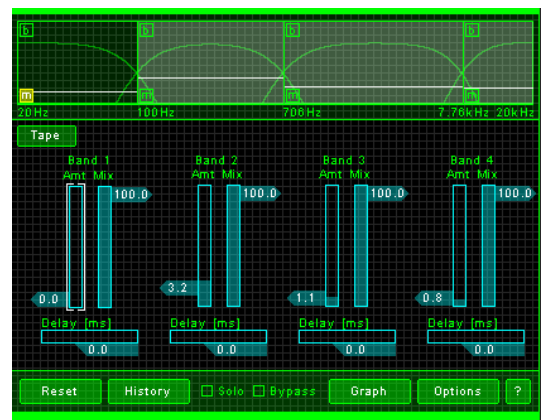 b b b b
m m m m
20Hz 100Hz 706Hz 7.76kHz 20kHz
Tape
Band 1 Band 2 Band 3 Band 4
Amt Mix Amt Mix Amt Mix Amt Mix
100.0 100.0 100.0 100.0
0.0 3.2 1.1 0.8
Delay [ms] Delay [ms] Delay [ms] Delay [ms]
0.0 0.0 0.0 0.0
Reset History Solo Bypass Graph Options ?